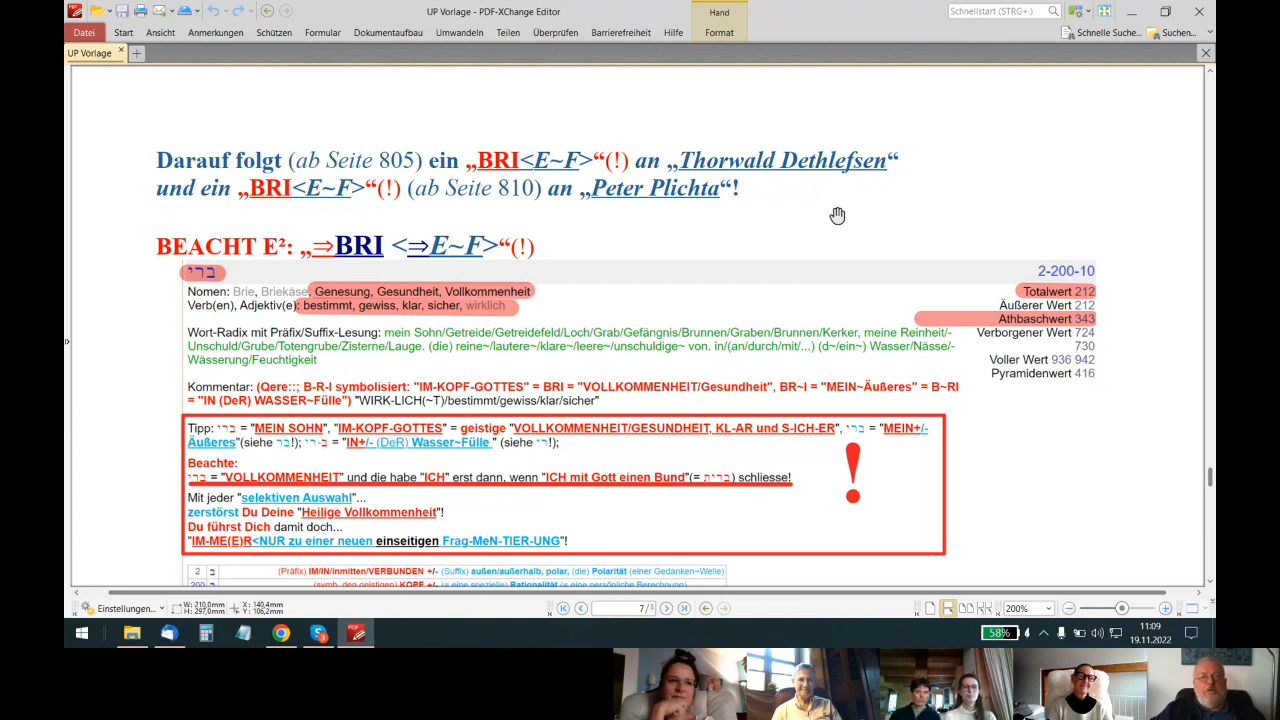 UP Vorlage - PDF-XChange Editor
Hand
Schnellstart (STRG+.)
Datei Start Ansicht Anmerkungen Schützen Formular Dokumentaufbau Umwandeln Teilen Überprüfen Barrierefreiheit Lesezeichen Hilfe Format
Schnelle Suche... Suchen...
UP Vorlage
Darauf folgt (ab Seite 805) ein „BRI<E~F>“(!) an „Thorwald Dethlefsen“
und ein „BRI<E~F>“(!) (ab Seite 810) an „Peter Plichta“!
BEACHT E²: „⇒BRI <⇒E~F>“(!)
ברי 2-200-10
Nomen: Brie, Briekäse, Genesung, Gesundheit, Vollkommenheit Totalwert 212
Verb(en), Adjektiv(e): bestimmt, gewiss, klar, sicher, wirklich Äußerer Wert 212
Athbaschwert 343
Wort-Radix mit Präfix/Suffix-Lesung: mein Sohn/Getreide/Getreidefeld/Loch/Grab/Gefängnis/Brunnen/Graben/Brunnen/Kerker, meine Reinheit/- Verborgener Wert 724
Unschuld/Grube/Totengrube/Zisterne/Lauge. (die) reine~/lautere~/klare~/leere~/unschuldige~ von. in/(an/durch/mit/...) (d~/ein~) Wasser/Nässe/- 730
Wässerung/Feuchtigkeit Voller Wert 936 942
Pyramidenwert 416
Kommentar: (Qere::; B-R-I symbolisiert: "IM-KOPF-GOTTES" = BRI = "VOLLKOMMENHEIT/Gesundheit", BR~I = "MEIN~Äußeres" = B~RI
= "IN (DeR) WASSER~Fülle") "WIRK-LICH(~T)/bestimmt/gewiss/klar/sicher"
Tipp: ברי = "MEIN SOHN", "IM-KOPF-GOTTES" = geistige "VOLLKOMMENHEIT/GESUNDHEIT, KL-AR und S-ICH-ER", ברי = "MEIN+/-
Äußeres"(siehe בר!); ב-רי = "IN+/- (DeR) Wasser~Fülle " (siehe רי!);
Beachte:
ברי = "VOLLKOMMENHEIT" und die habe "ICH" erst dann, wenn "ICH mit Gott einen Bund"(= ברית) schliesse!
Mit jeder "selektiven Auswahl"...
zerstörst Du Deine "Heilige Vollkommenheit"!
Du führst Dich damit doch...
"IM-ME(E)R<NUR zu einer neuen einseitigen Frag-MeN-TIER-UNG"!
!
2 ב (Präfix) IM/IN/inmitten/VERBUNDEN +/- (Suffix) außen/außerhalb, polar, (die) Polarität (einer Gedanken~Welle)
200 (symb. den geistigen) KOPF +/- (= eine spezielle) Rationalität (= eine persönliche Berechnung)
Einstellungen... W: 210,0mm H: 297,0mm X: 140,4mm Y: 106,2mm 7/8 200%
58% 11:09
19.11.2022